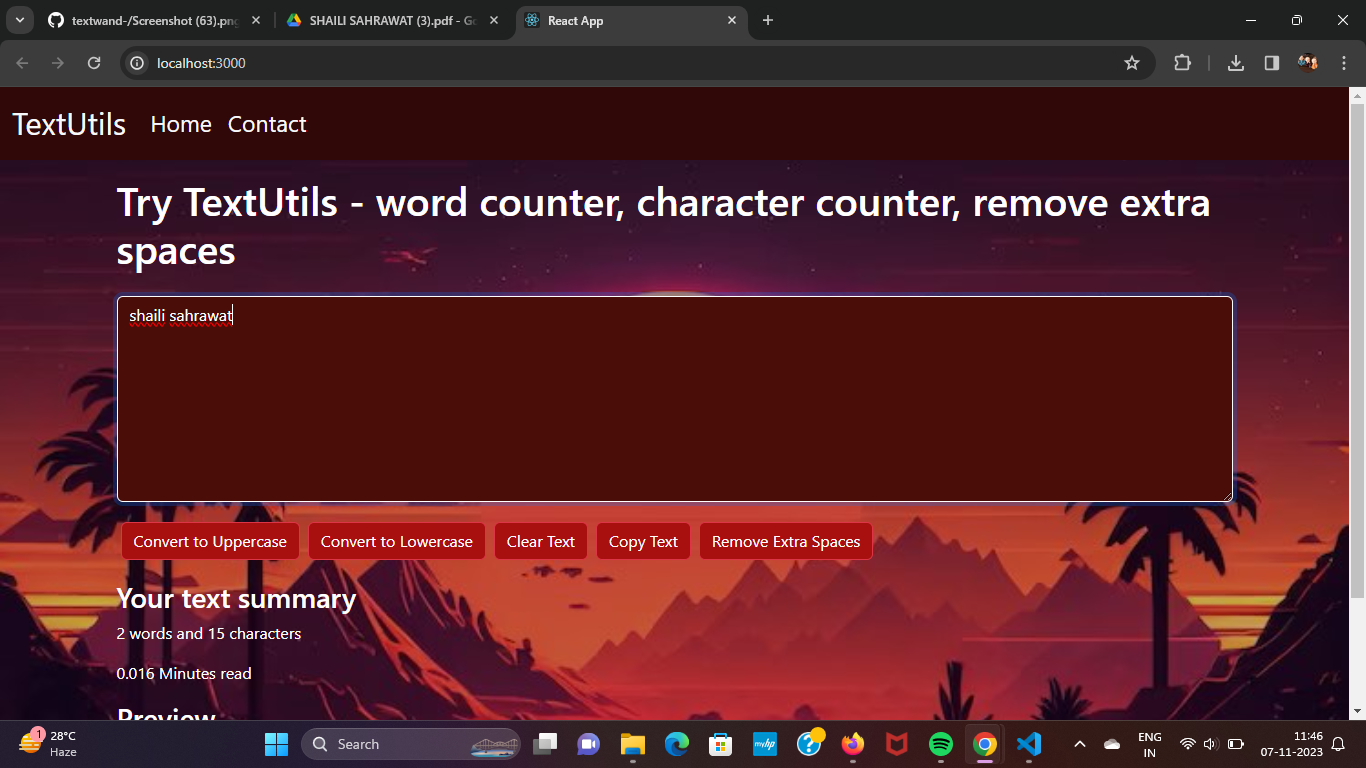 textwand-/Screenshot (63).png
SHAILI SAHRAWAT (3).pdf - Go
React App
localhost:3000
TextUtils Home Contact
Try TextUtils - word counter, character counter, remove extra
spaces
shaili sahrawat
Convert to Uppercase Convert to Lowercase Clear Text Copy Text Remove Extra Spaces
Your text summary
2 words and 15 characters
0.016 Minutes read
Preview
1
28°C
Haze
Search
myhp
ENG
IN
11:46
07-11-2023